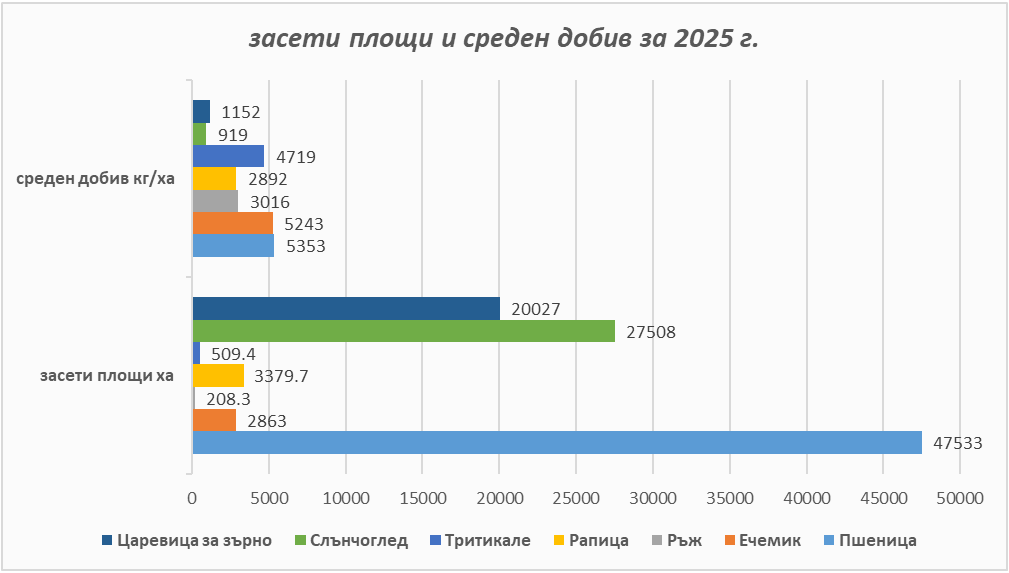 засети площи и среден добив за 2025 г.
среден добив кг/ха
1152
919
4719
2892
3016
5243
5353
засети площи ха
20027
27508
509.4
3379.7
208.3
2863
47533
0 5000 10000 15000 20000 25000 30000 35000 40000 45000 50000
Царевица за зърно Слънчоглед Тритикале Рапица Ръж Ечемик Пшеница